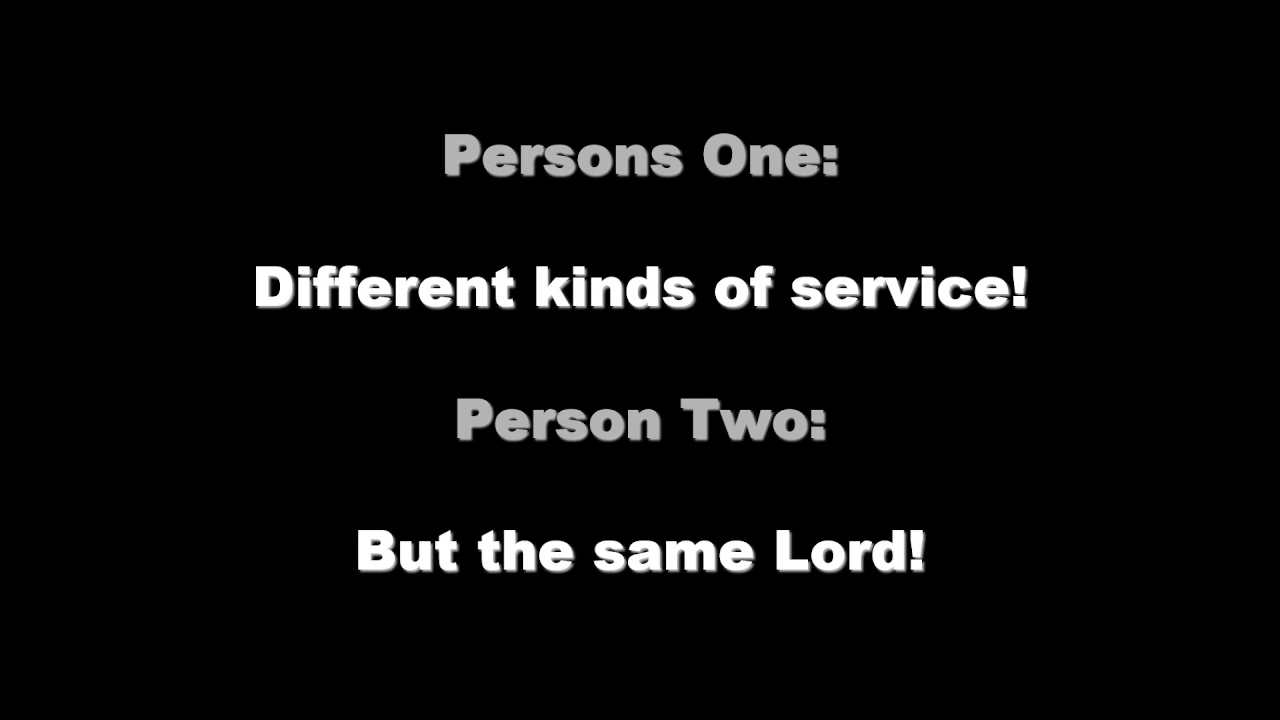 Persons One:
Different kinds of service!
Person Two:
But the same Lord!